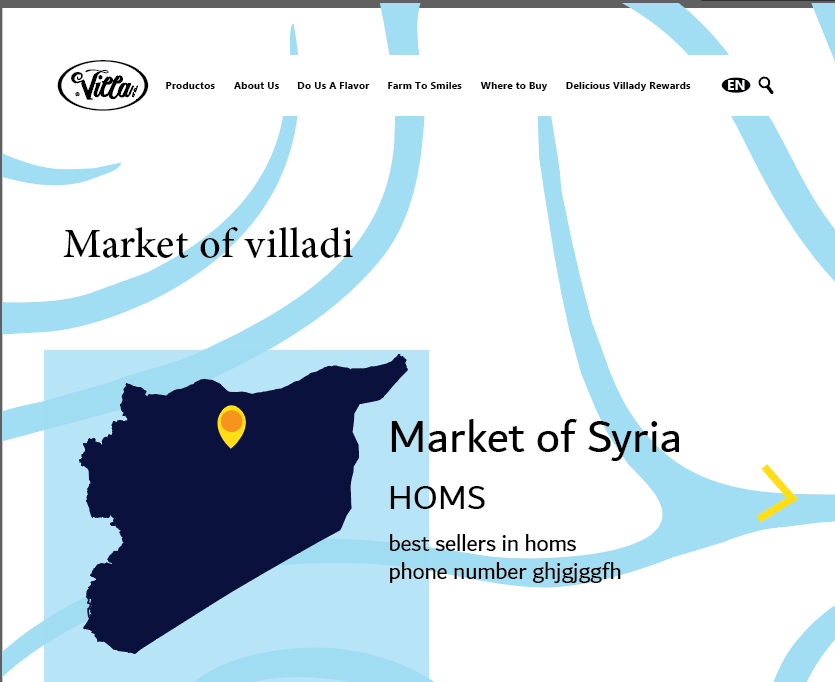 Villa
Productos
About Us
Do Us A Flavor
Farm To Smiles
Where to Buy
Delicious Villady Rewards
EN
Market of villadi
Market of Syria
HOMS
best sellers in homs
phone number ghjgjggfh